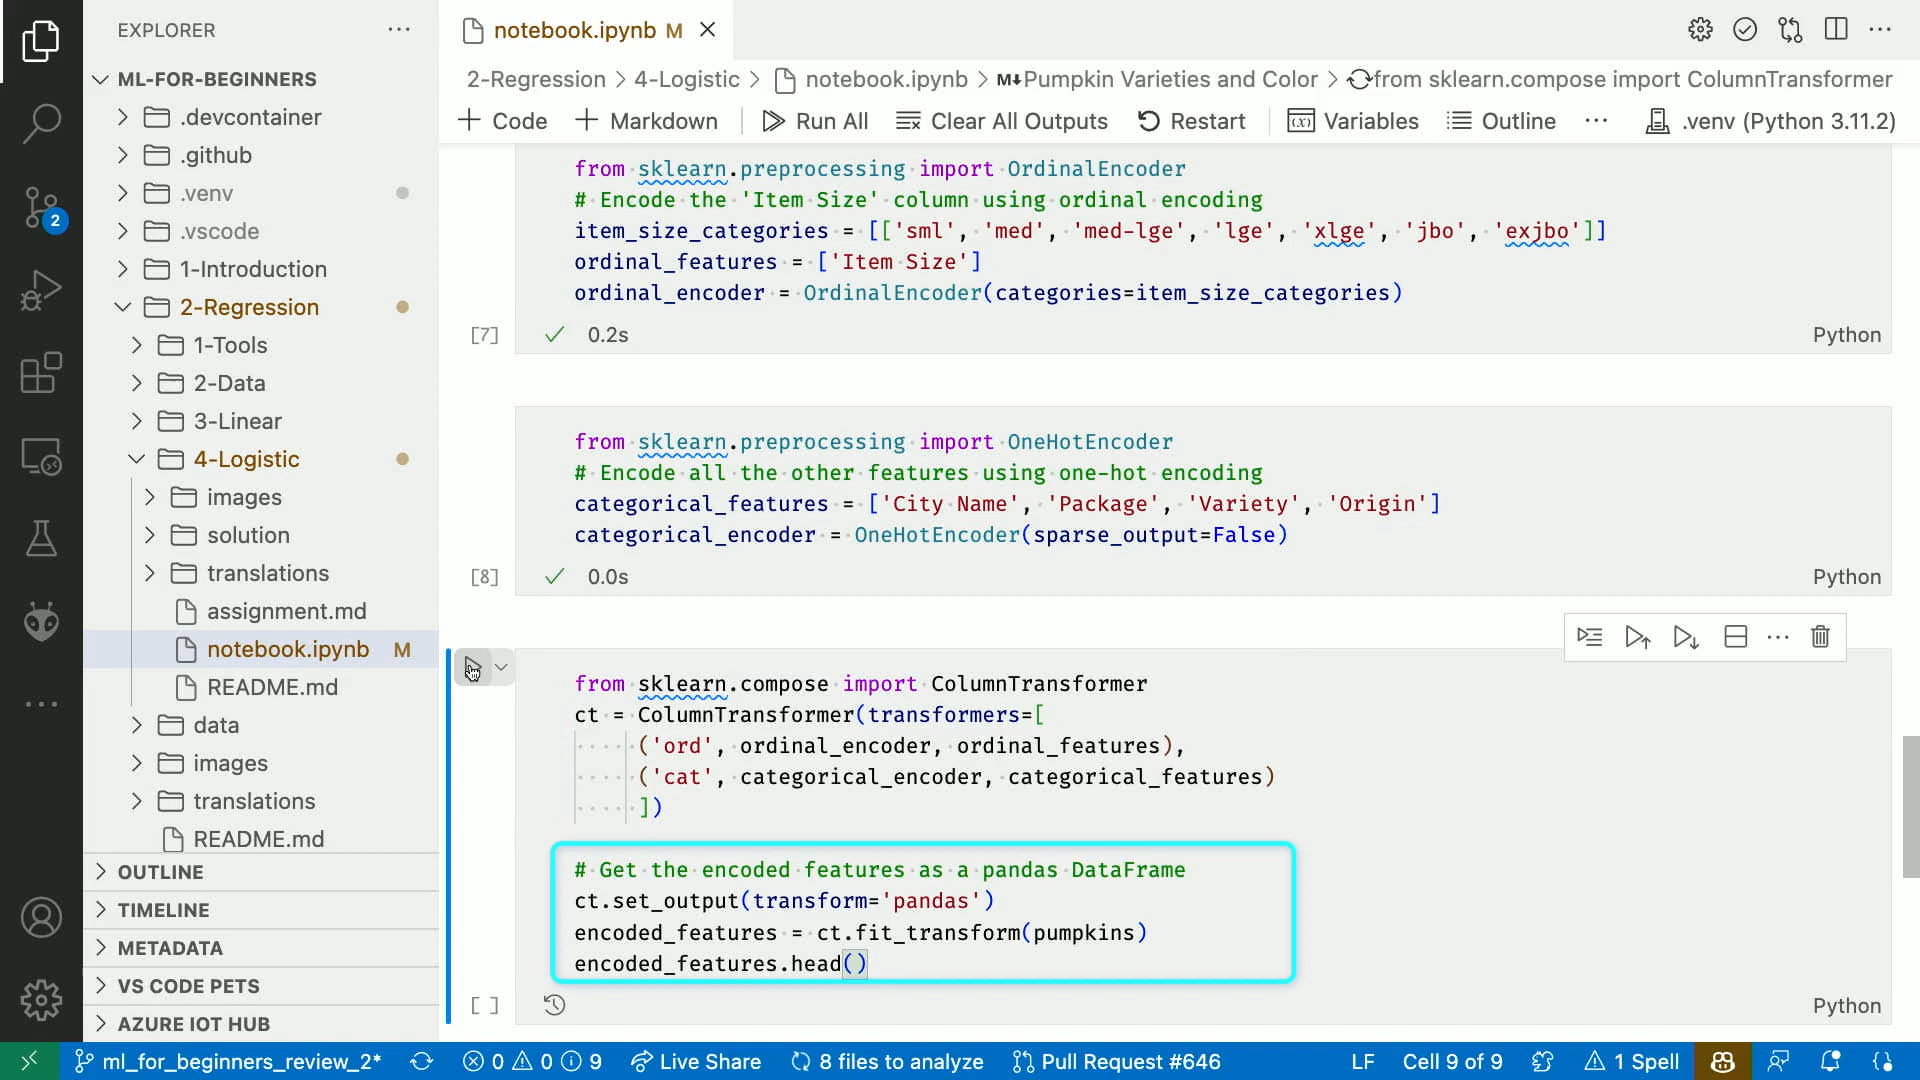 EXPLORER
ML-FOR-BEGINNERS
.devcontainer
.github
.venv
.vscode
1-Introduction
2-Regression
1-Tools
2-Data
3-Linear
4-Logistic
images
solution
translations
assignment.md
notebook.ipynb M
README.md
data
images
translations
README.md
OUTLINE
TIMELINE
METADATA
VS CODE PETS
AZURE IOT HUB
2
notebook.ipynb M
2-Regression > 4-Logistic > notebook.ipynb > M Pumpkin Varieties and Color > from sklearn.compose import ColumnTransformer
Code Markdown Run All Clear All Outputs Restart Variables Outline .venv (Python 3.11.2)
from sklearn.preprocessing import OrdinalEncoder
# Encode the 'Item Size' column using ordinal encoding
item_size_categories = [['sml', 'med', 'med-lge', 'lge', 'xlge', 'jbo', 'exjbo']]
ordinal_features = ['Item Size']
ordinal_encoder = OrdinalEncoder(categories=item_size_categories)
[7] 0.2s Python
from sklearn.preprocessing import OneHotEncoder
# Encode all the other features using one-hot encoding
categorical_features = ['City Name', 'Package', 'Variety', 'Origin']
categorical_encoder = OneHotEncoder(sparse_output=False)
[8] 0.0s Python
from sklearn.compose import ColumnTransformer
ct = ColumnTransformer(transformers=[
('ord', ordinal_encoder, ordinal_features),
('cat', categorical_encoder, categorical_features)
])
# Get the encoded features as a pandas DataFrame
ct.set_output(transform='pandas')
encoded_features = ct.fit_transform(pumpkins)
encoded_features.head()
[ ] Python
ml_for_beginners_review_2* 0 0 9 Live Share 8 files to analyze Pull Request #646 LF Cell 9 of 9 1 Spell